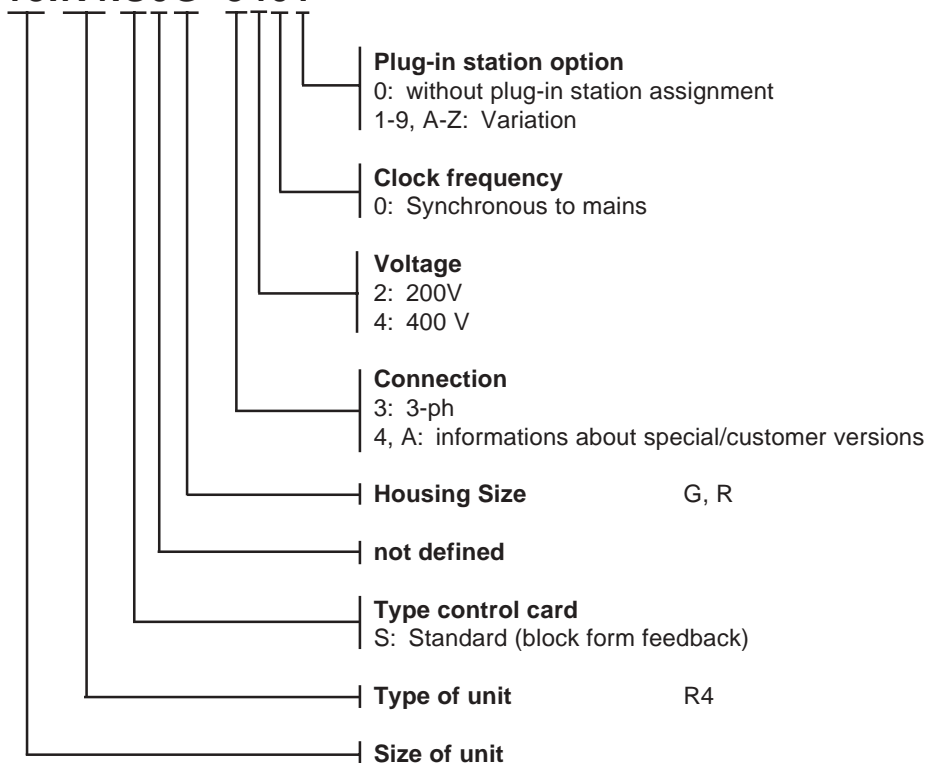 Plug-in station option
0: without plug-in station assignment
1-9, A-Z: Variation
Clock frequency
0: Synchronous to mains
Voltage
2: 200V
4: 400 V
Connection
3: 3-ph
4, A: informations about special/customer versions
Housing Size G, R
not defined
Type control card
S: Standard (block form feedback)
Type of unit R4
Size of unit